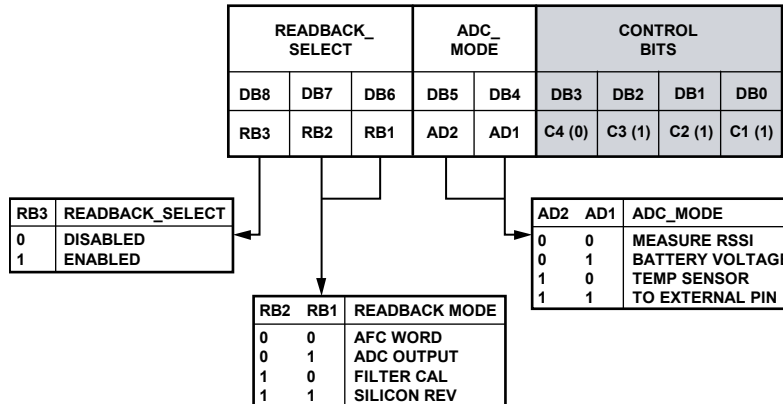 READBACK_
SELECT
ADC_
MODE
CONTROL
BITS
DB8 DB7 DB6 DB5 DB4 DB3 DB2 DB1 DB0
RB3 RB2 RB1 AD2 AD1 C4 (0) C3 (1) C2 (1) C1 (1)
RB3 READBACK_SELECT
0 DISABLED
1 ENABLED
AD2 AD1 ADC_MODE
0 0 MEASURE RSSI
0 1 BATTERY VOLTAGE
1 0 TEMP SENSOR
1 1 TO EXTERNAL PIN
RB2 RB1 READBACK MODE
0 0 AFC WORD
0 1 ADC OUTPUT
1 0 FILTER CAL
1 1 SILICON REV